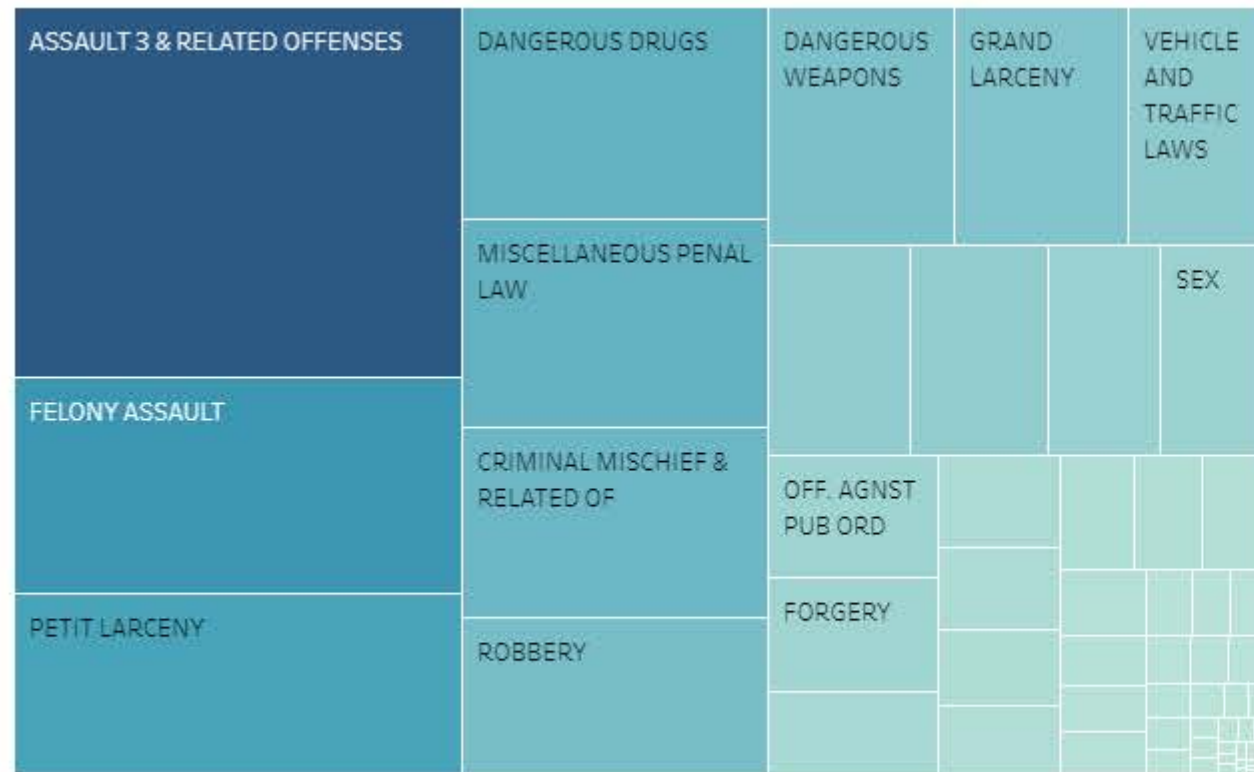 ASSAULT 3 & RELATED OFFENSES
FELONY ASSAULT
PETIT LARCENY
DANGEROUS DRUGS
MISCELLANEOUS PENAL
LAW
CRIMINAL MISCHIEF &
RELATED OF
ROBBERY
DANGEROUS
WEAPONS
GRAND
LARCENY
VEHICLE
AND
TRAFFIC
LAWS
SEX
OFF. AGNST
PUB ORD
FORGERY